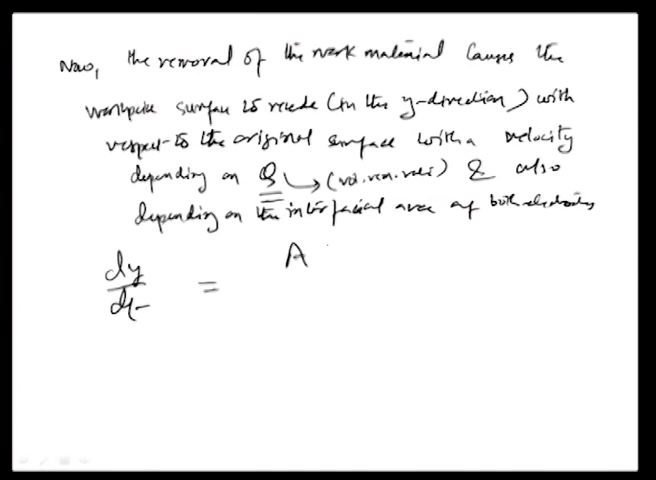 Now, the removal of the work material causes the
workpiece surface to recede (in the y-direction) with
respect to the original surface with a velocity
depending on Q → (vol. rem. rate) & also
depending on the interfacial area of both electrodes
dy/dt = A